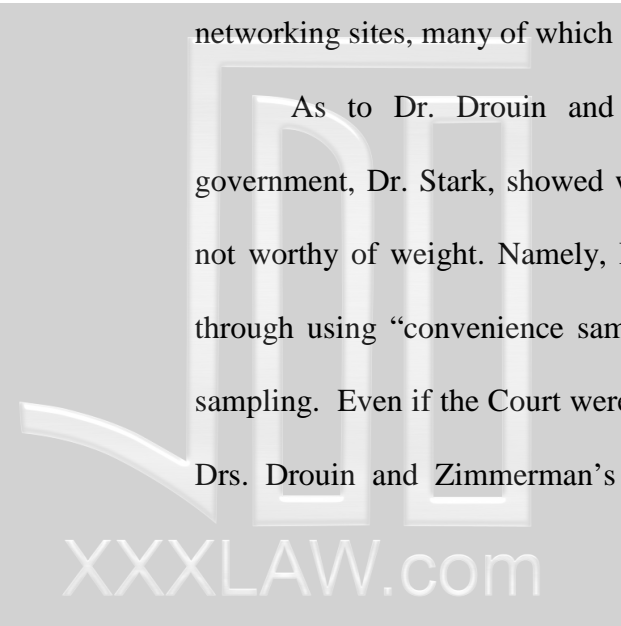 networking sites, many of which
As to Dr. Drouin and
government, Dr. Stark, showed
not worthy of weight. Namely,
through using “convenience
sampling. Even if the Court were
Drs. Drouin and Zimmerman’s
XXXLAW.com